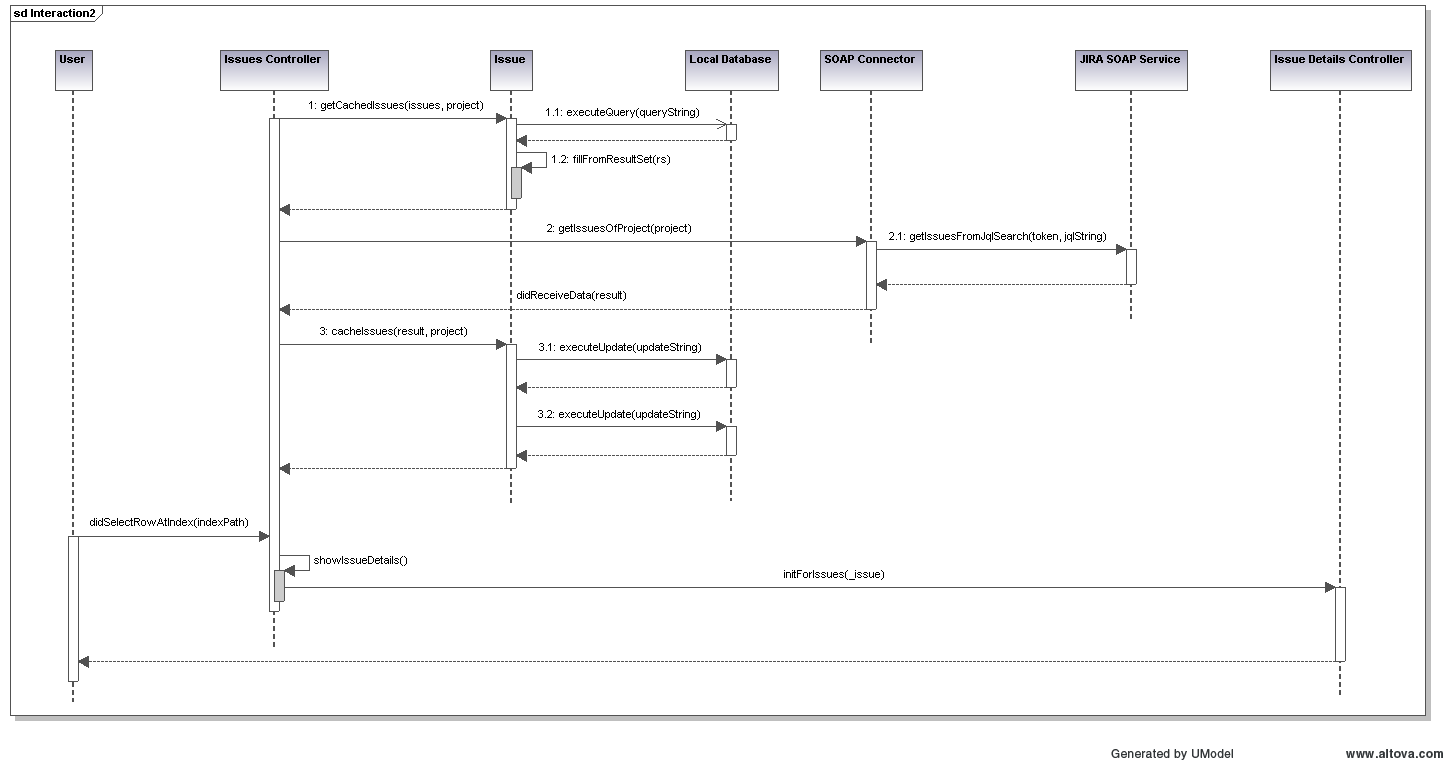 sd Interaction2
User
Issues Controller
Issue
Local Database
SOAP Connector
JIRA SOAP Service
Issue Details Controller
1: getCachedIssues(issues, project)
1.1: executeQuery(queryString)
1.2: fillFromResultSet(rs)
2: getIssuesOfProject(project)
2.1: getIssuesFromJqlSearch(token, jqlString)
didReceiveData(result)
3: cacheIssues(result, project)
3.1: executeUpdate(updateString)
3.2: executeUpdate(updateString)
didSelectRowAtIndex(indexPath)
showIssueDetails()
initForIssues(_issue)
Generated by UModel
www.altova.com